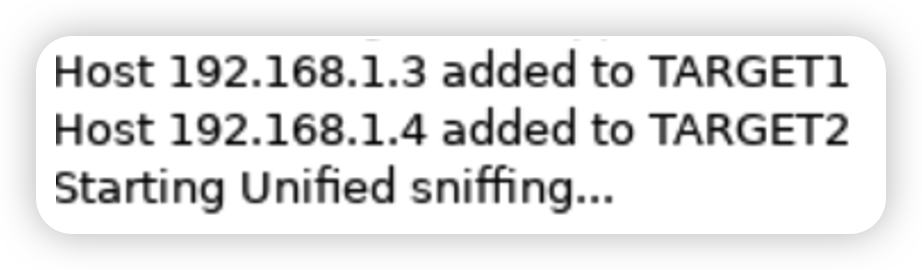 Host 192.168.1.3 added to TARGET1
Host 192.168.1.4 added to TARGET2
Starting Unified sniffing...